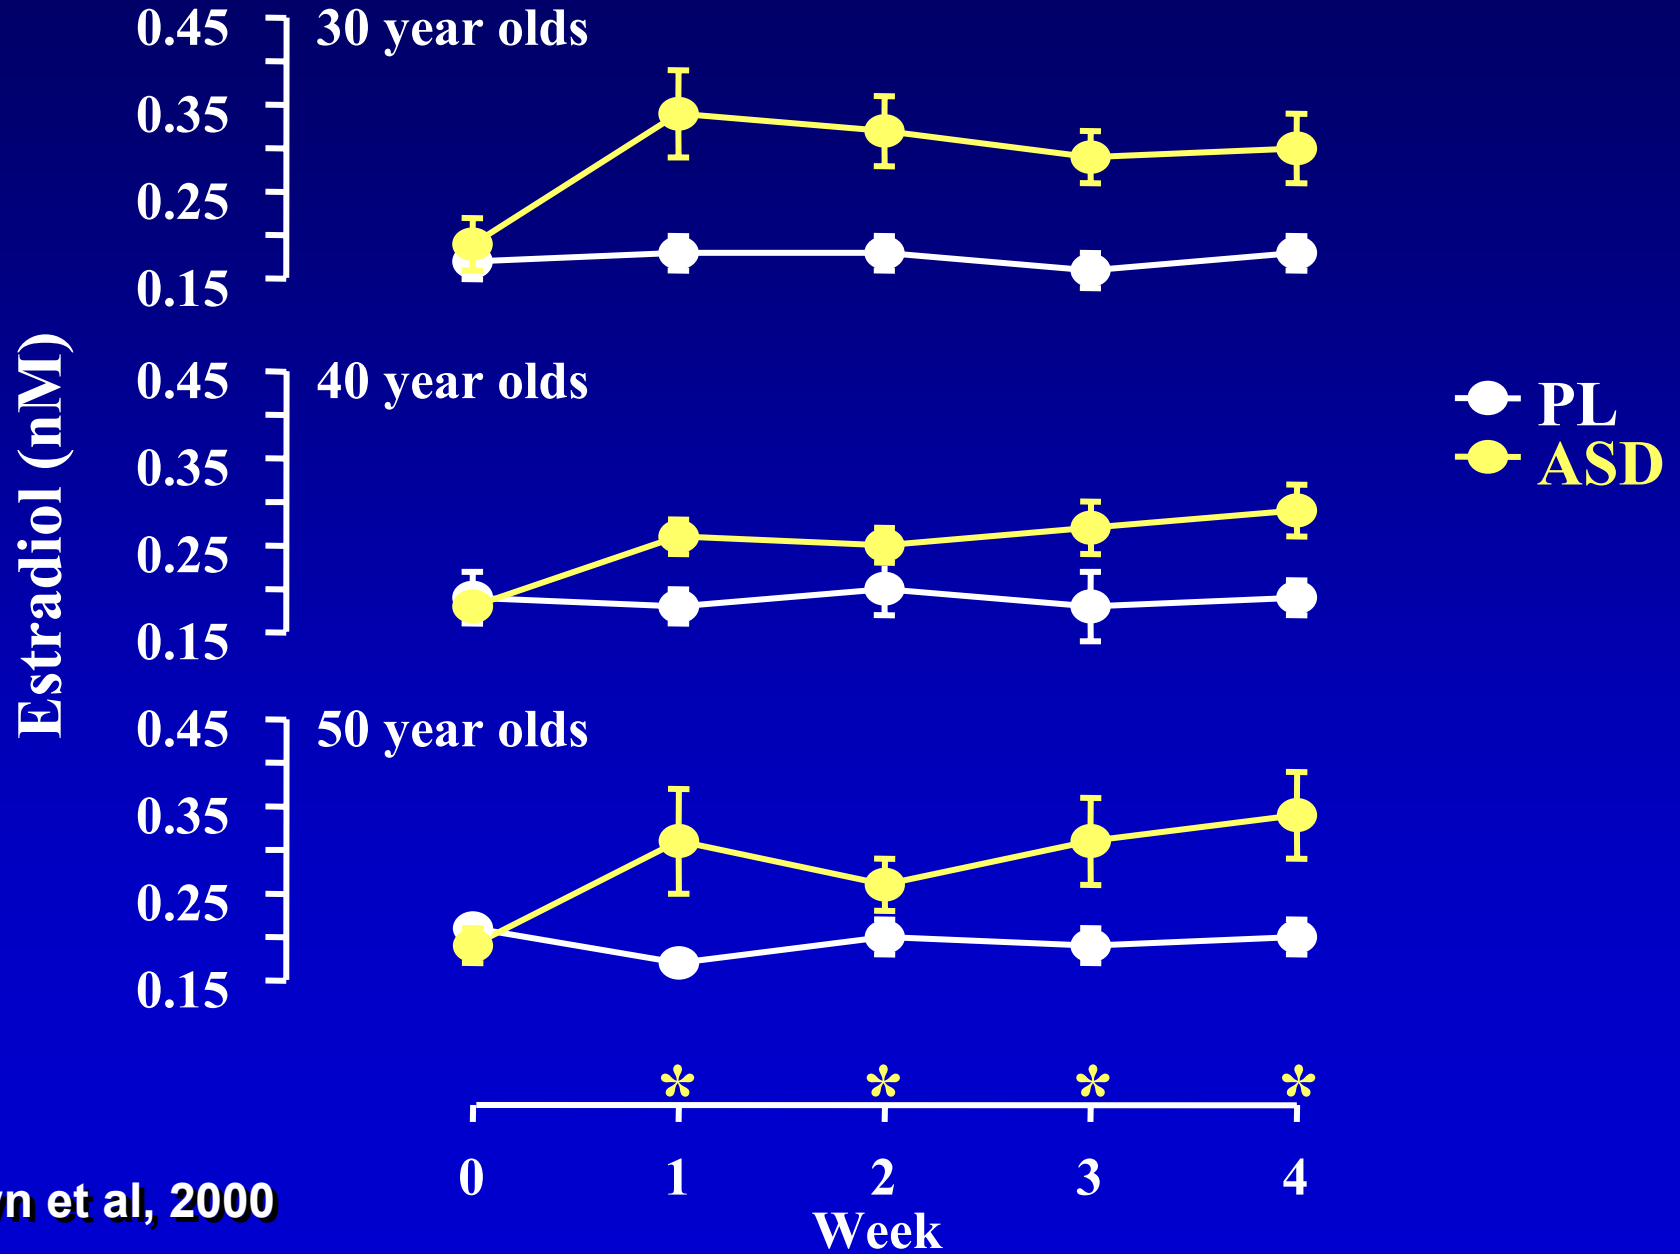 0.45 30 year olds
0.35
0.25
0.15
Estradiol (nM)
0.45 40 year olds
0.35
0.25
0.15
PL
ASD
0.45 50 year olds
0.35
0.25
0.15
* * * *
0 1 2 3 4
Week
et al, 2000